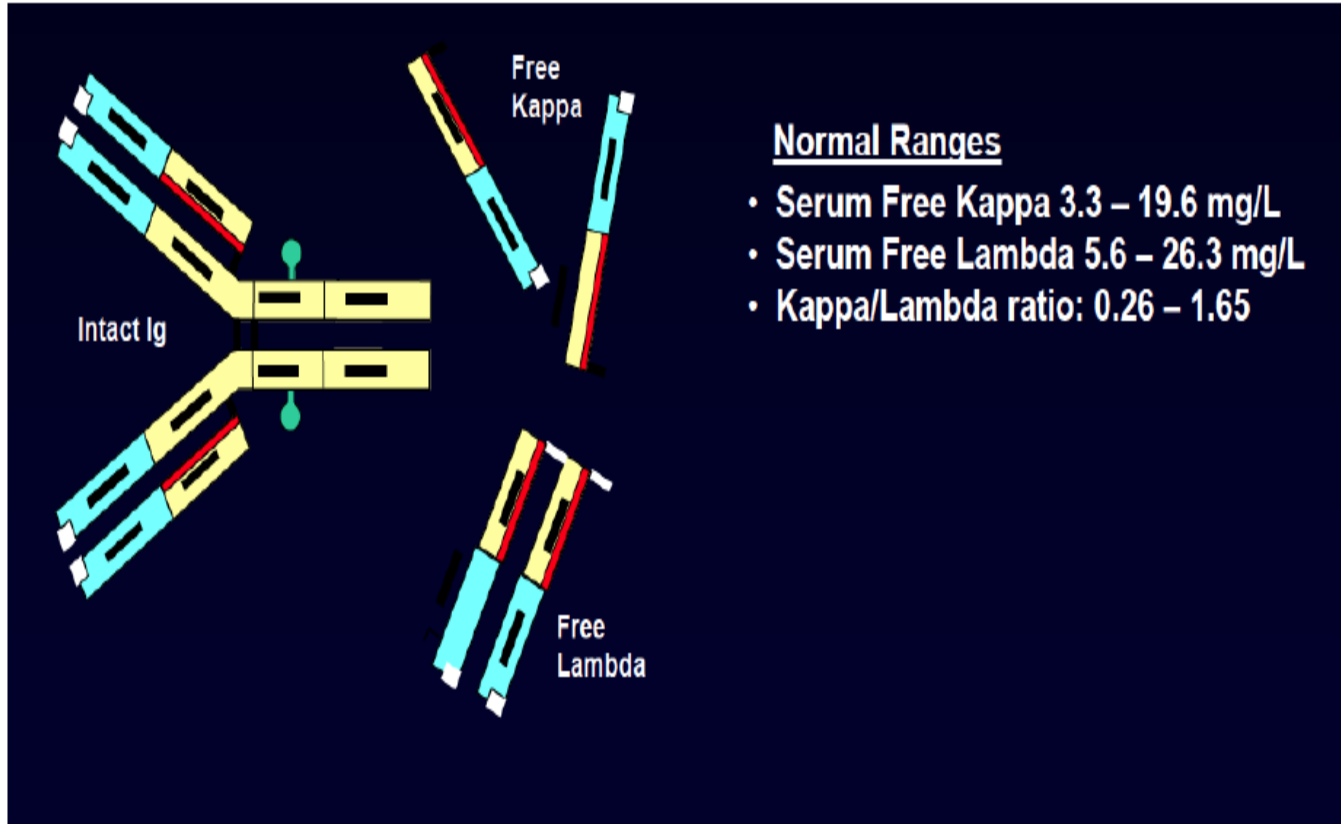 Free
Kappa
Intact Ig
Free
Lambda
Normal Ranges
• Serum Free Kappa 3.3 – 19.6 mg/L
• Serum Free Lambda 5.6 – 26.3 mg/L
• Kappa/Lambda ratio: 0.26 – 1.65